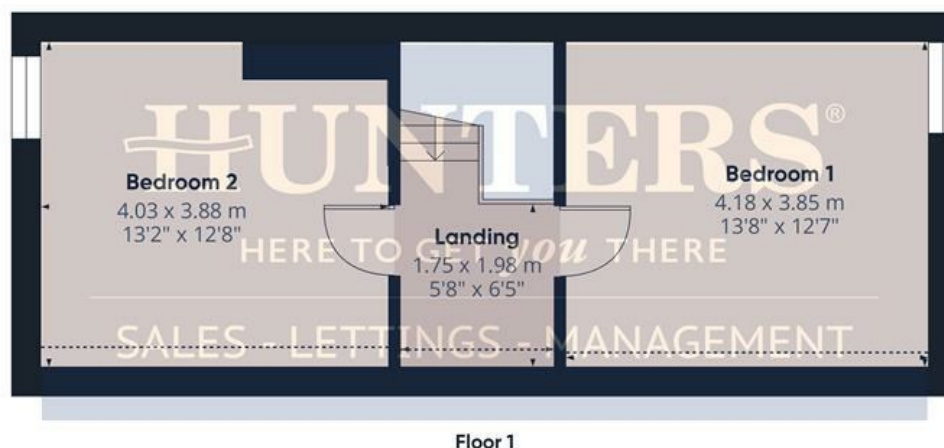 HUNTERS®
HERE TO GET you THERE
SALES - LETTINGS - MANAGEMENT
Bedroom 2
4.03 x 3.88 m
13'2" x 12'8"
Landing
1.75 x 1.98 m
5'8" x 6'5"
Bedroom 1
4.18 x 3.85 m
13'8" x 12'7"
Floor 1